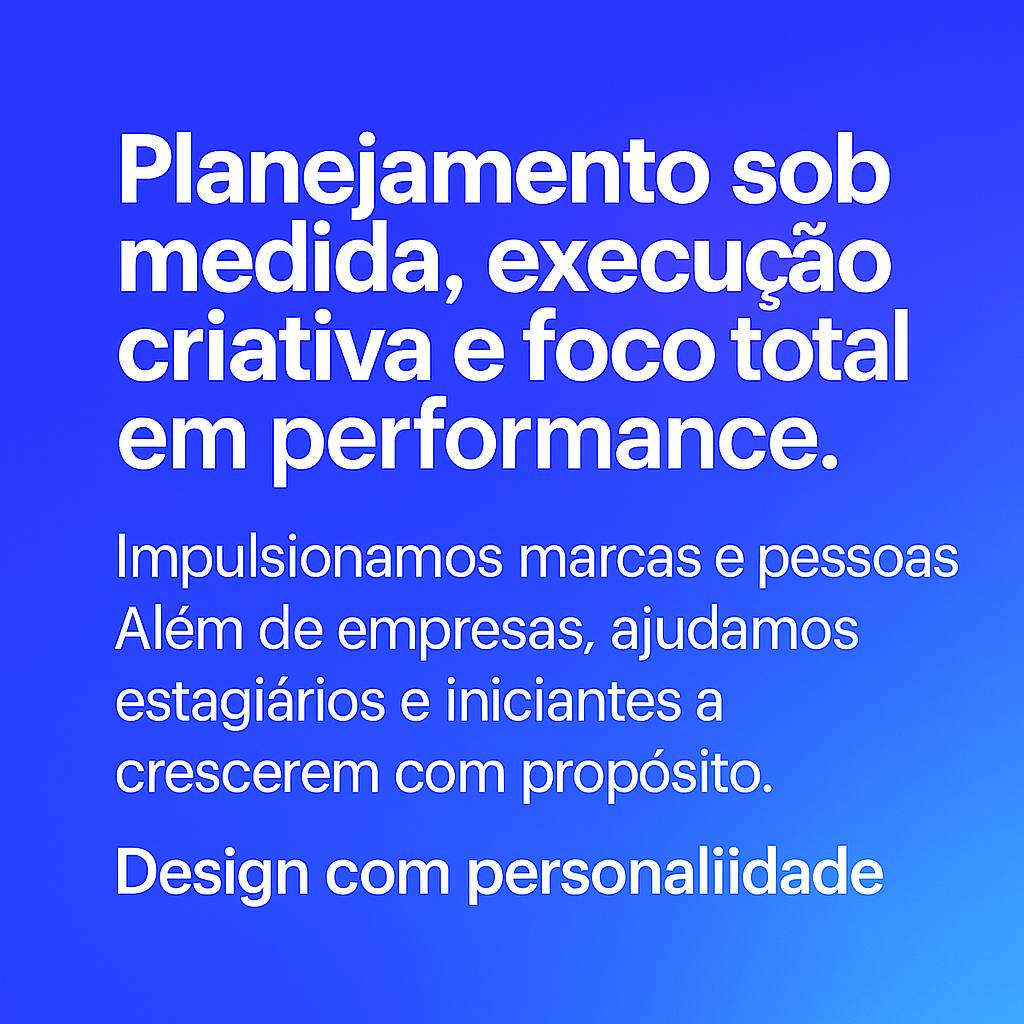 Planejamento sob
medida, execução
criativa e foco total
em performance.
Impulsionamos marcas e pessoas
Além de empresas, ajudamos
estagiários e iniciantes a
crescerem com propósito.
Design com personaliidade